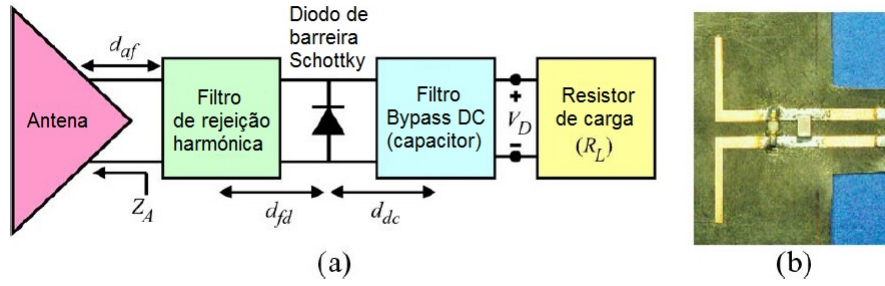 Diodo de
barreira
Schottky
d_af
Antena
Filtro
de rejeição
harmónica
Filtro
Bypass DC
(capacitor)
+
V_D
−
Resistor
de carga
(R_L)
Z_A
d_fd
d_dc
(a)
(b)